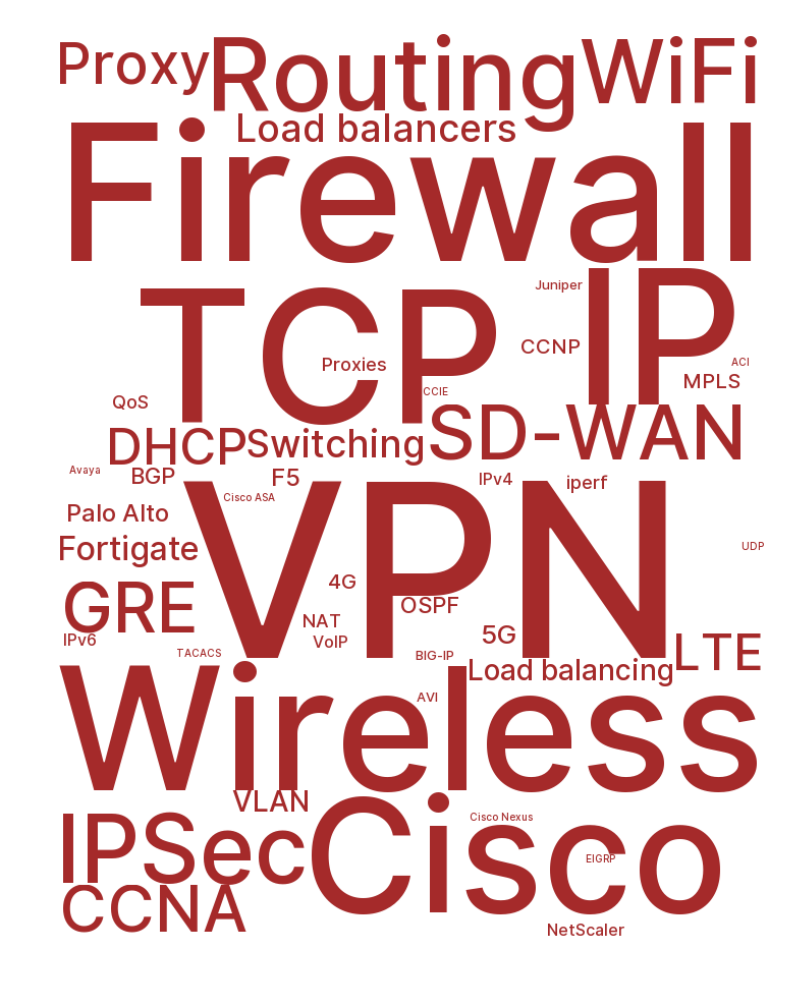 Proxy
Routing
WiFi
Load balancers
Firewall
TCP
IP
Juniper
CCNP
Proxies
ACI
MPLS
CCIE
QoS
DHCP
Switching
SD-WAN
Avaya
BGP
F5
IPv4
iperf
Cisco ASA
VPN
Palo Alto
Fortigate
UDP
4G
GRE
OSPF
NAT
5G
IPv6
VoIP
LTE
TACACS
BIG-IP
Load balancing
Wireless
AVI
VLAN
IPSec
Cisco
Cisco Nexus
EIGRP
CCNA
NetScaler